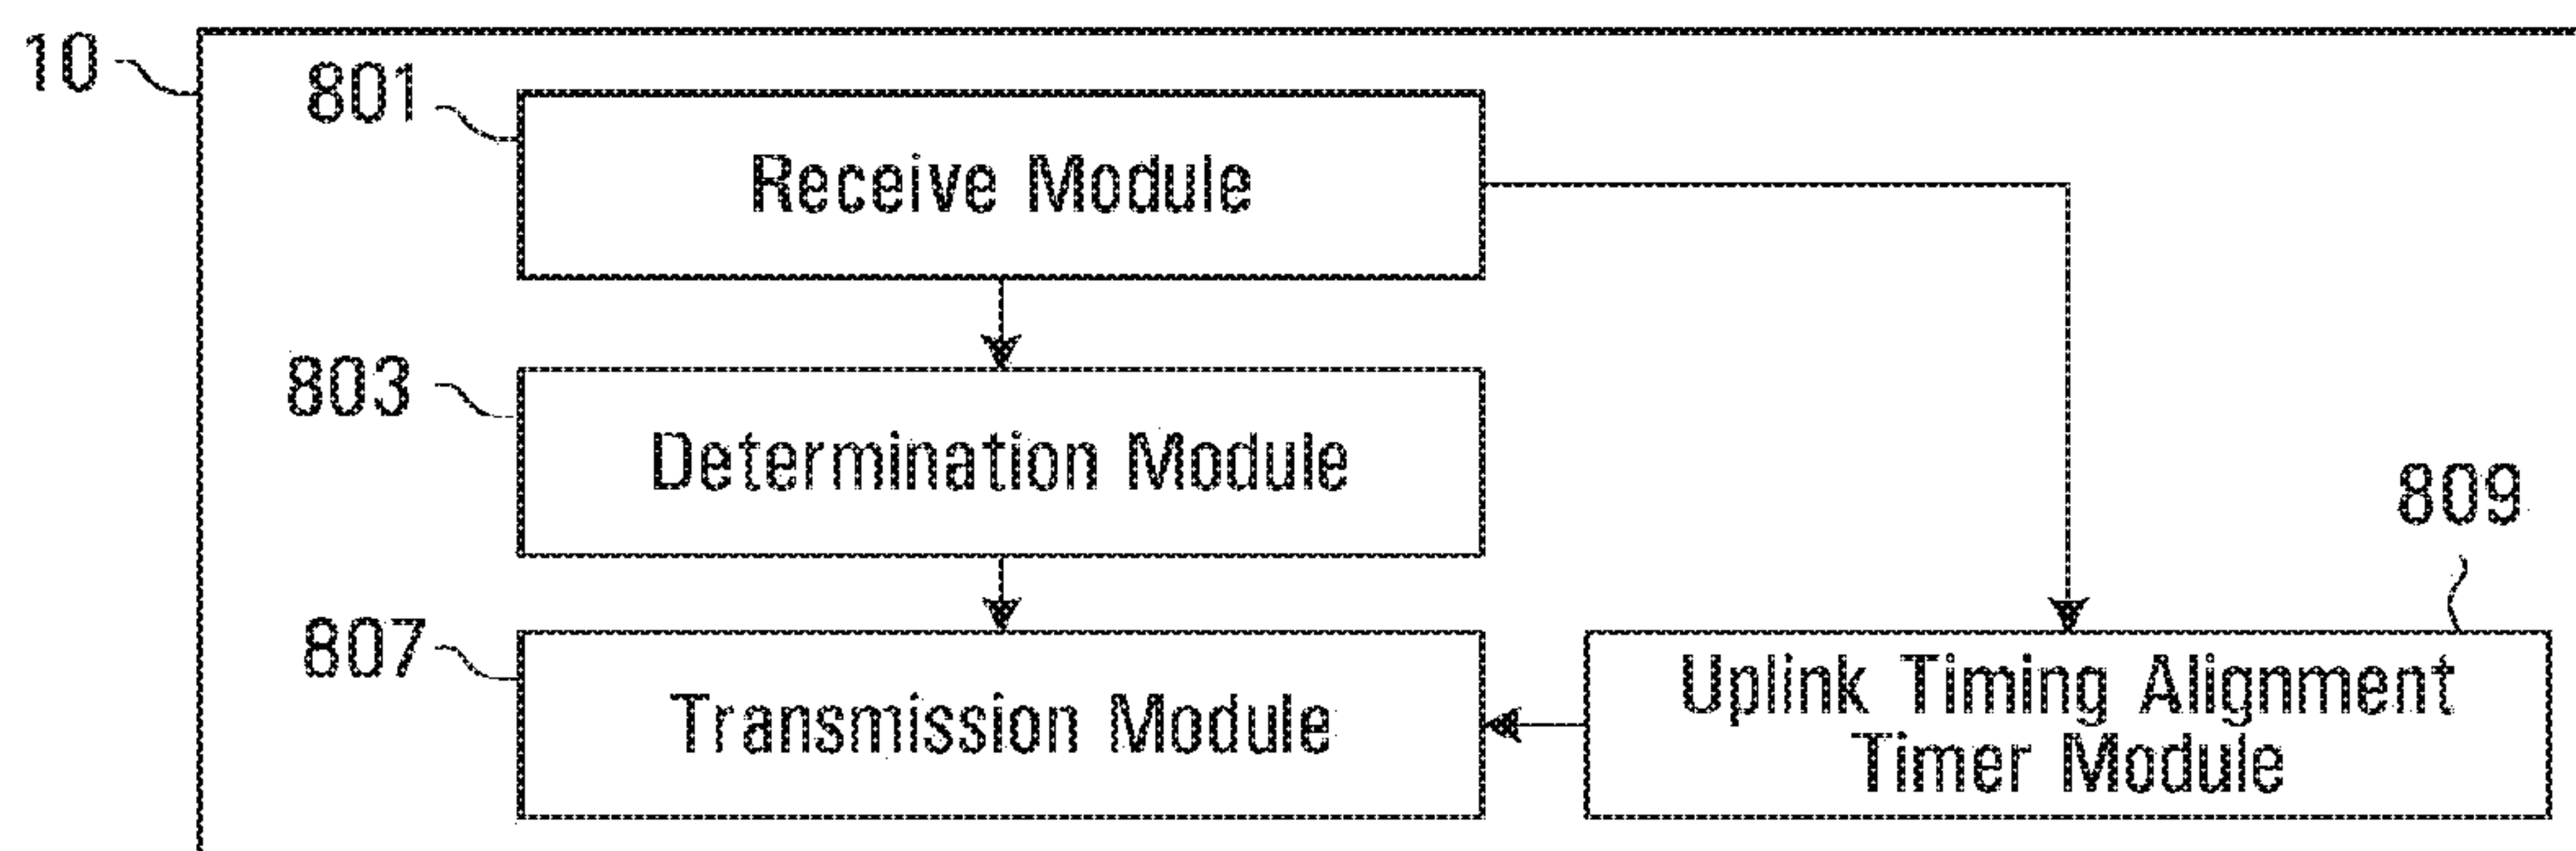 10
801
Receive Module
803
Determination Module
809
807
Transmission Module
Uplink Timing Alignment
Timer Module